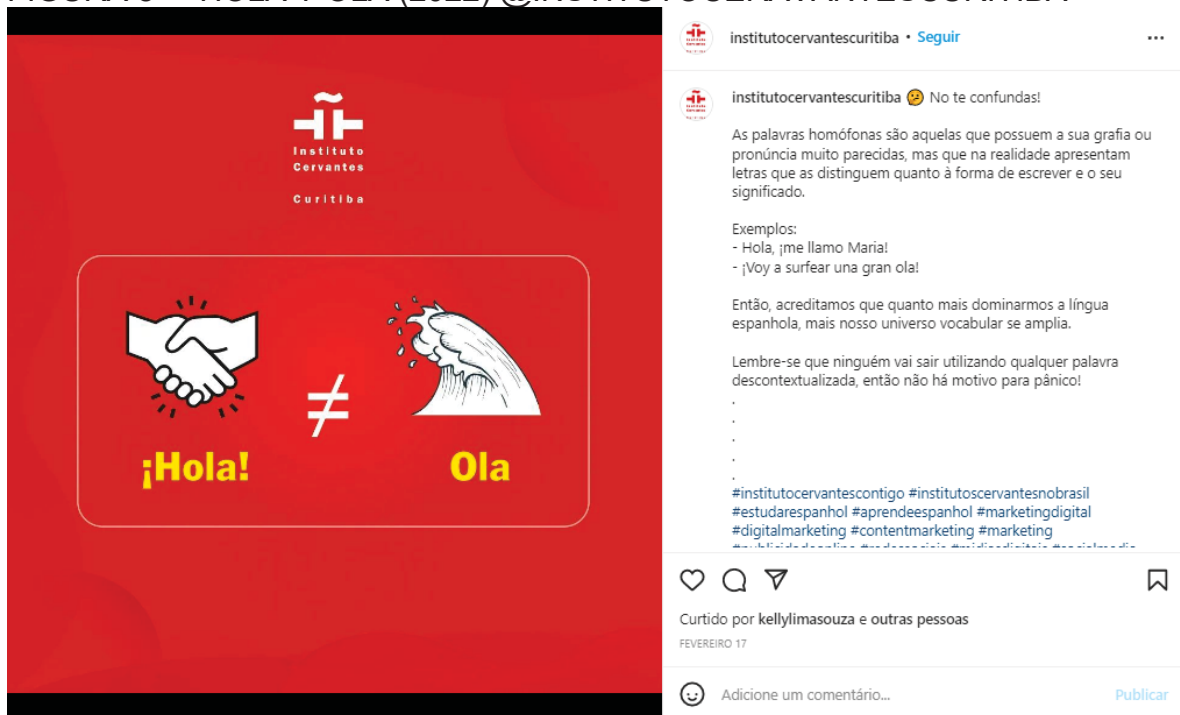 Instituto
Cervantes
Curitiba
≠
¡Hola!
Ola
institutocervantescuritiba • Seguir
institutocervantescuritiba 🫤 No te confundas!
As palavras homófonas são aquelas que possuem a sua grafia ou
pronúncia muito parecidas, mas que na realidade apresentam
letras que as distinguem quanto à forma de escrever e o seu
significado.
Exemplos:
- Hola, ¡me llamo Maria!
- ¡Voy a surfear una gran ola!
Então, acreditamos que quanto mais dominarmos a língua
espanhola, mais nosso universo vocabular se amplia.
Lembre-se que ninguém vai sair utilizando qualquer palavra
descontextualizada, então não há motivo para pânico!
.
.
.
.
.
#institutocervantescontigo #institutoscervantesnobrasil
#estudarespanhol #aprendeespanhol #marketingdigital
#digitalmarketing #contentmarketing #marketing
Curtido por kellylimasouza e outras pessoas
FEVEREIRO 17
Adicione um comentário...
Publicar